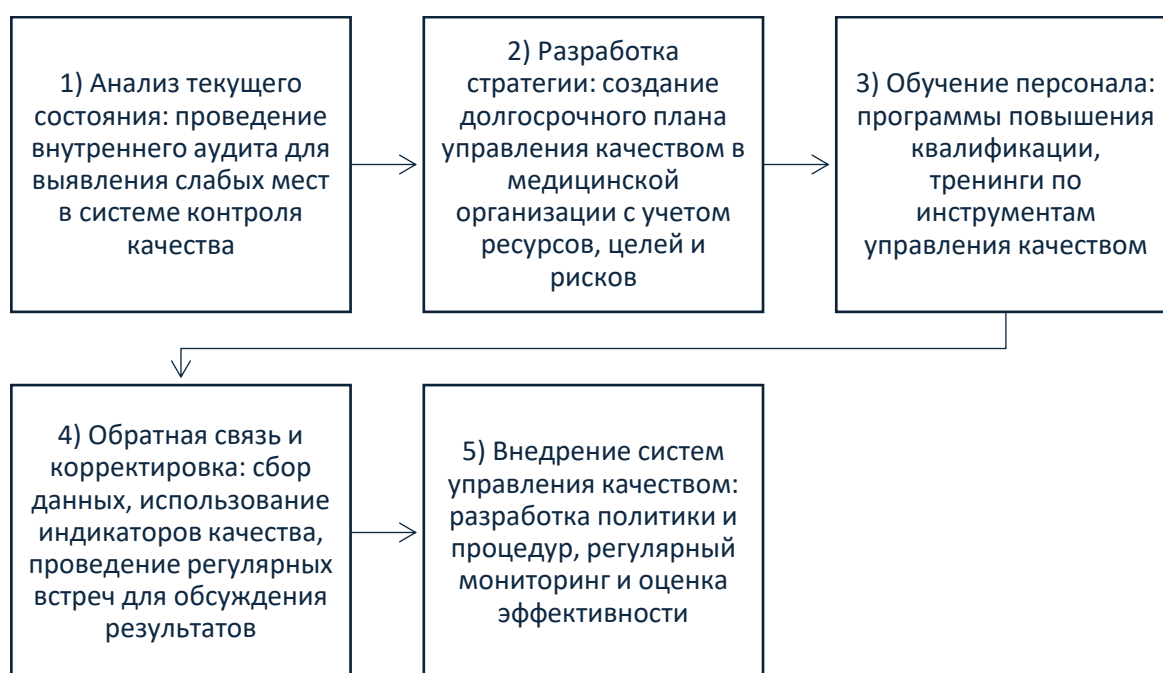 1) Анализ текущего
состояния: проведение
внутреннего аудита для
выявления слабых мест
в системе контроля
качества
2) Разработка
стратегии: создание
долгосрочного плана
управления качеством в
медицинской
организации с учетом
ресурсов, целей и
рисков
3) Обучение персонала:
программы повышения
квалификации,
тренинги по
инструментам
управления качеством
4) Обратная связь и
корректировка: сбор
данных, использование
индикаторов качества,
проведение регулярных
встреч для обсуждения
результатов
5) Внедрение систем
управления качеством:
разработка политики и
процедур, регулярный
мониторинг и оценка
эффективности